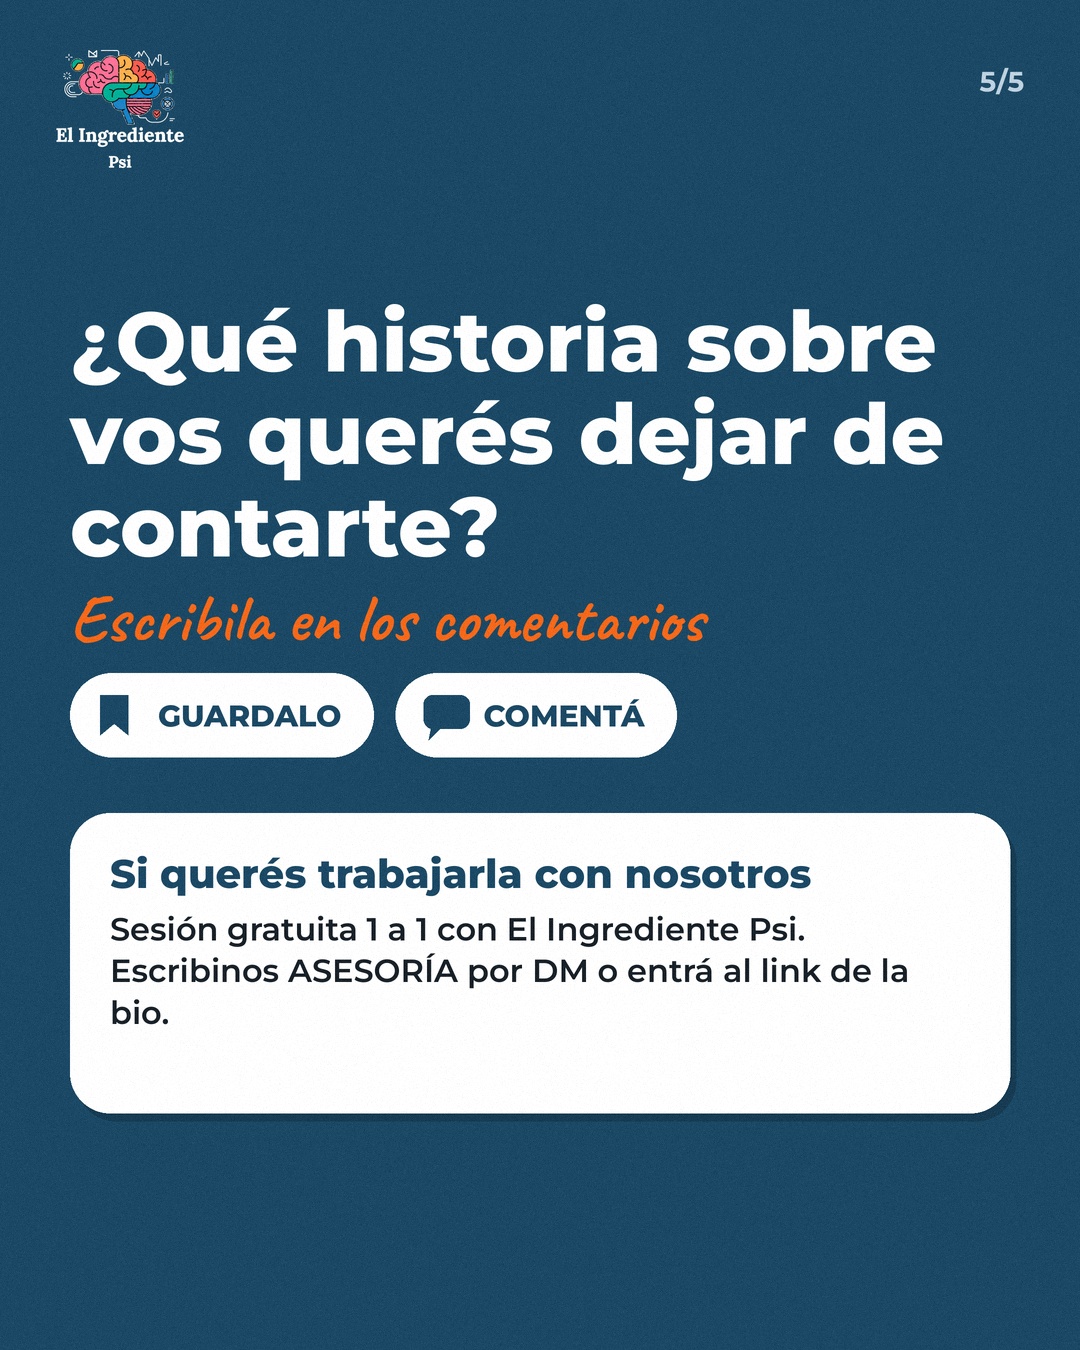 El Ingrediente
Psi
5/5
¿Qué historia sobre
vos querés dejar de
contarte?
Escribila en los comentarios
GUARDALO
COMENTÁ
Si querés trabajarla con nosotros
Sesión gratuita 1 a 1 con El Ingrediente Psi.
Escribinos ASESORÍA por DM o entrá al link de la
bio.